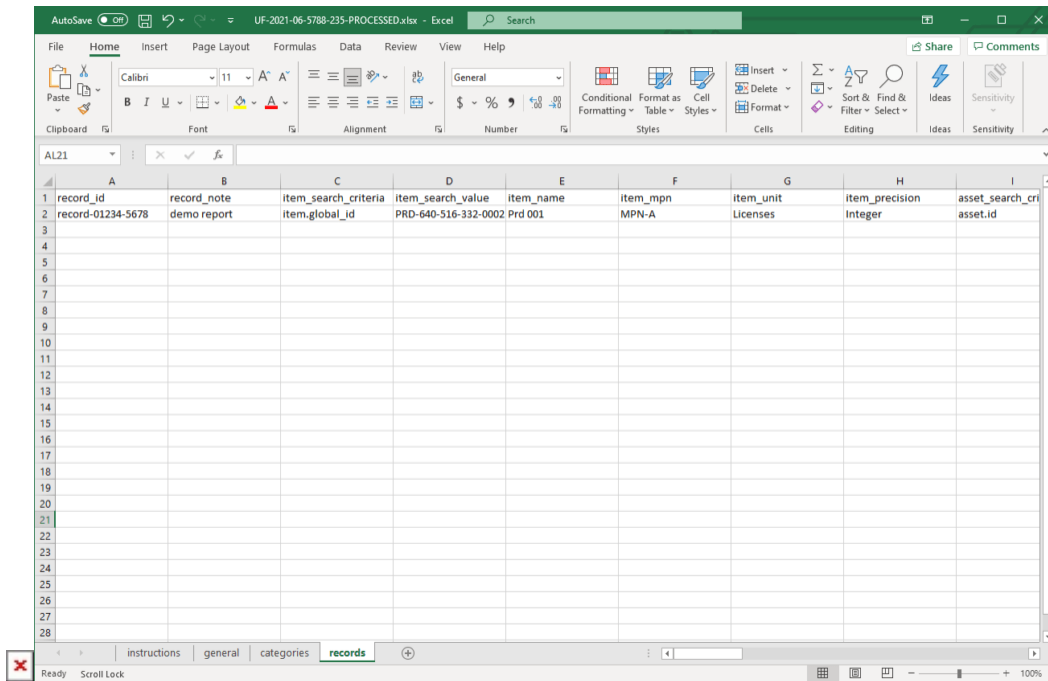 AutoSave Off UF-2021-06-5788-235-PROCESSED.xlsx - Excel Search
File Home Insert Page Layout Formulas Data Review View Help Share Comments
Paste
Clipboard
Calibri 11 A^ A˅
B I U A
Font
ab
Alignment
General
$ % 9 .00
Number
Conditional Formatting
Format as Table
Cell Styles
Styles
Insert
Delete
Format
Cells
Sort & Filter
Find & Select
Editing
Ideas
Ideas
Sensitivity
Sensitivity
AL21 fx
A B C D E F G H I
1 record_id record_note item_search_criteria item_search_value item_name item_mpn item_unit item_precision asset_search_cri
2 record-01234-5678 demo report item.global_id PRD-640-516-332-0002 Prd 001 MPN-A Licenses Integer asset.id
3
4
5
6
7
8
9
10
11
12
13
14
15
16
17
18
19
20
21
22
23
24
25
26
27
28
instructions general categories records
Ready Scroll Lock 100%